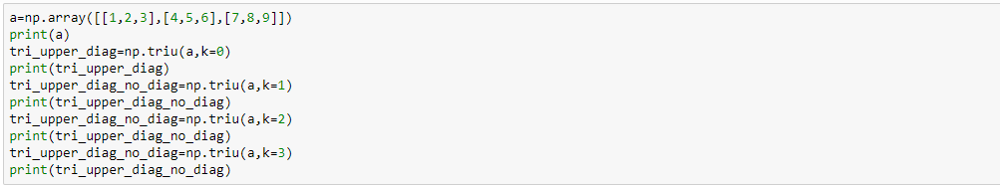 a=np.array([[1,2,3],[4,5,6],[7,8,9]])
print(a)
tri_upper_diag=np.triu(a,k=0)
print(tri_upper_diag)
tri_upper_diag_no_diag=np.triu(a,k=1)
print(tri_upper_diag_no_diag)
tri_upper_diag_no_diag=np.triu(a,k=2)
print(tri_upper_diag_no_diag)
tri_upper_diag_no_diag=np.triu(a,k=3)
print(tri_upper_diag_no_diag)